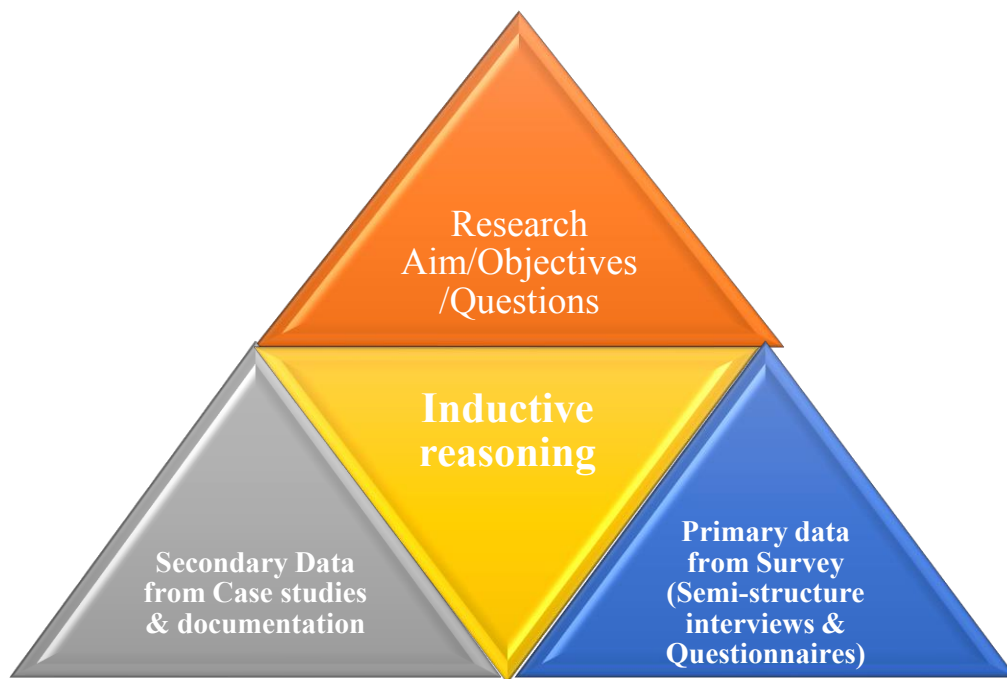 Research
Aim/Objectives
/Questions
Inductive
reasoning
Secondary Data
from Case studies
& documentation
Primary data
from Survey
(Semi-structure
interviews &
Questionnaires)